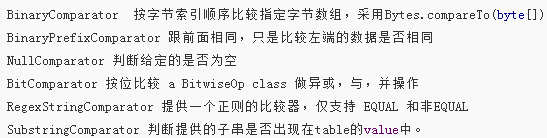 BinaryComparator  按字节索引顺序比较指定字节数组，采用Bytes.compareTo(byte[])
BinaryPrefixComparator 跟前面相同，只是比较左端的数据是否相同
NullComparator 判断给定的是否为空
BitComparator 按位比较 a BitwiseOp class 做异或，与，并操作
RegexStringComparator 提供一个正则的比较器，仅支持 EQUAL 和非EQUAL
SubstringComparator 判断提供的子串是否出现在table的value中。